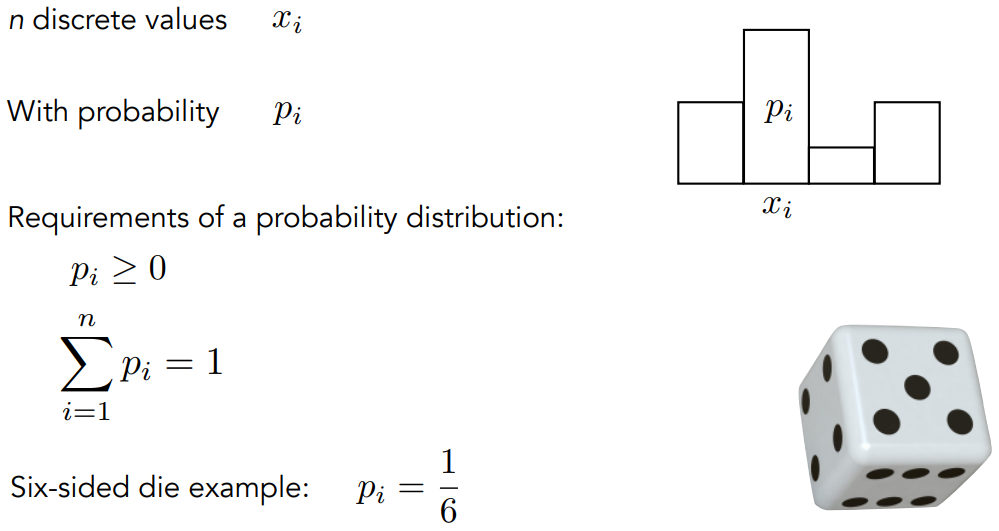 n discrete values x_i
With probability p_i
p_i
x_i
Requirements of a probability distribution:
p_i ≥ 0
\sum_{i=1}^{n} p_i = 1
Six-sided die example: p_i = \frac{1}{6}